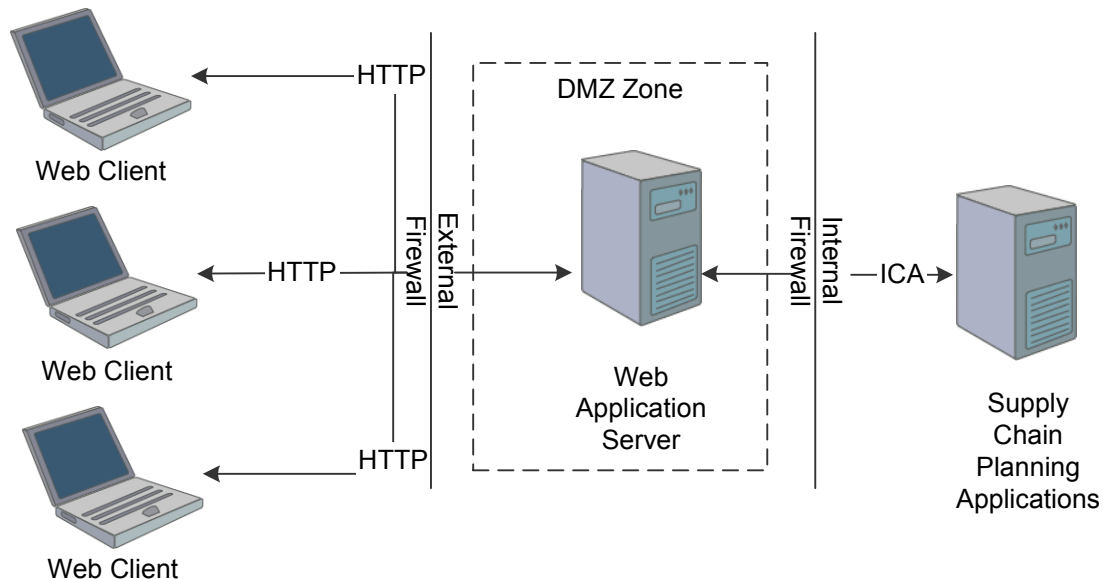 HTTP
DMZ Zone
Web Client
External
Firewall
Internal
Firewall
HTTP
ICA
Web Client
Web
Application
Server
Supply
Chain
Planning
Applications
HTTP
Web Client